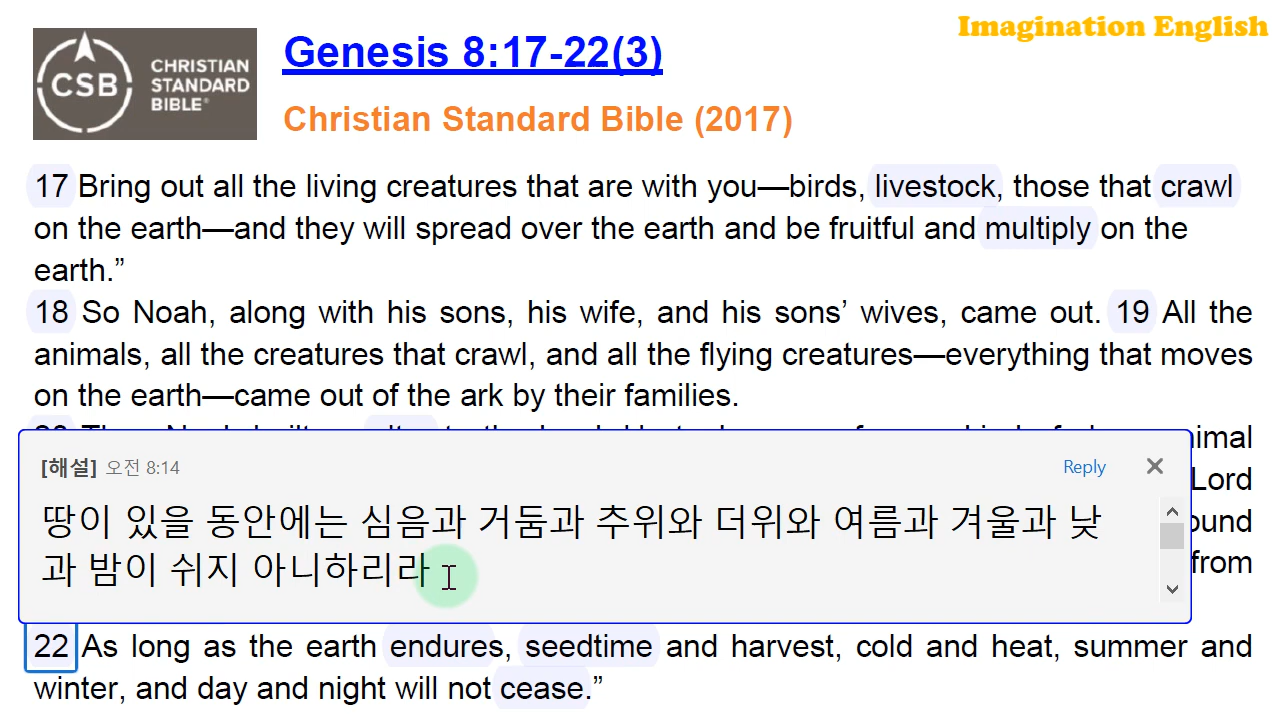 Imagination English
CSB CHRISTIAN
STANDARD
BIBLE®
Genesis 8:17-22(3)
Christian Standard Bible (2017)
17 Bring out all the living creatures that are with you—birds, livestock, those that crawl
on the earth—and they will spread over the earth and be fruitful and multiply on the
earth.”
18 So Noah, along with his sons, his wife, and his sons’ wives, came out. 19 All the
animals, all the creatures that crawl, and all the flying creatures—everything that moves
on the earth—came out of the ark by their families.
[해설] 오전 8:14
Reply
땅이 있을 동안에는 심음과 거둠과 추위와 더위와 여름과 겨울과 낮
과 밤이 쉬지 아니하리라
Lord
from
22 As long as the earth endures, seedtime and harvest, cold and heat, summer and
winter, and day and night will not cease.”